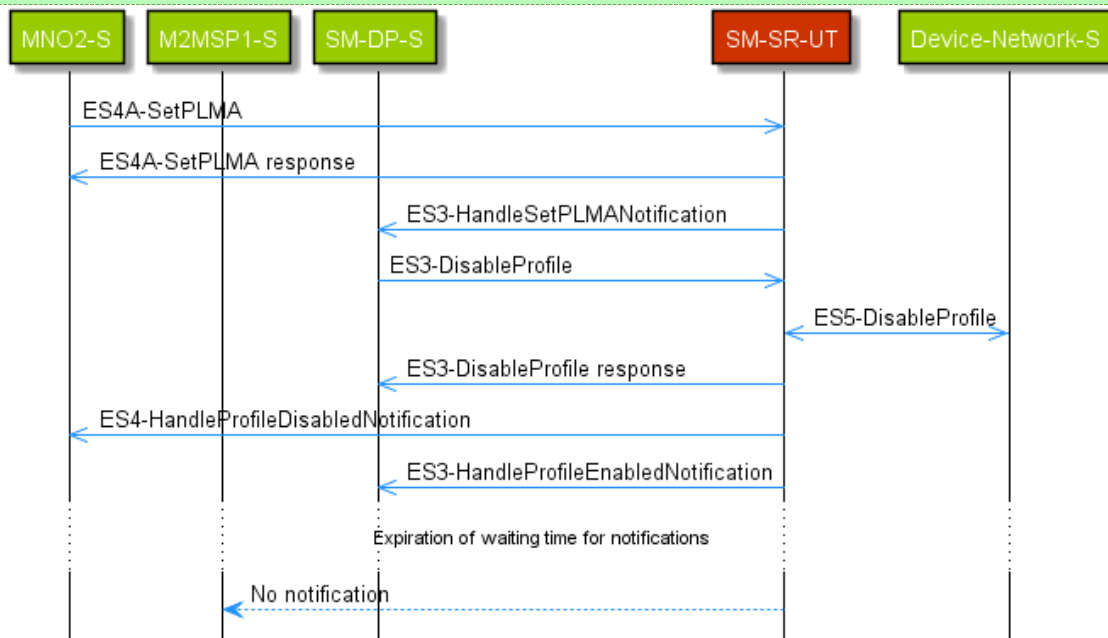 MNO2-S
M2MSP1-S
SM-DP-S
SM-SR-UT
Device-Network-S
ES4A-SetPLMA
ES4A-SetPLMA response
ES3-HandleSetPLMANotification
ES3-DisableProfile
ES5-DisableProfile
ES3-DisableProfile response
ES4-HandleProfileDisabledNotification
ES3-HandleProfileEnabledNotification
Expiration of waiting time for notifications
No notification